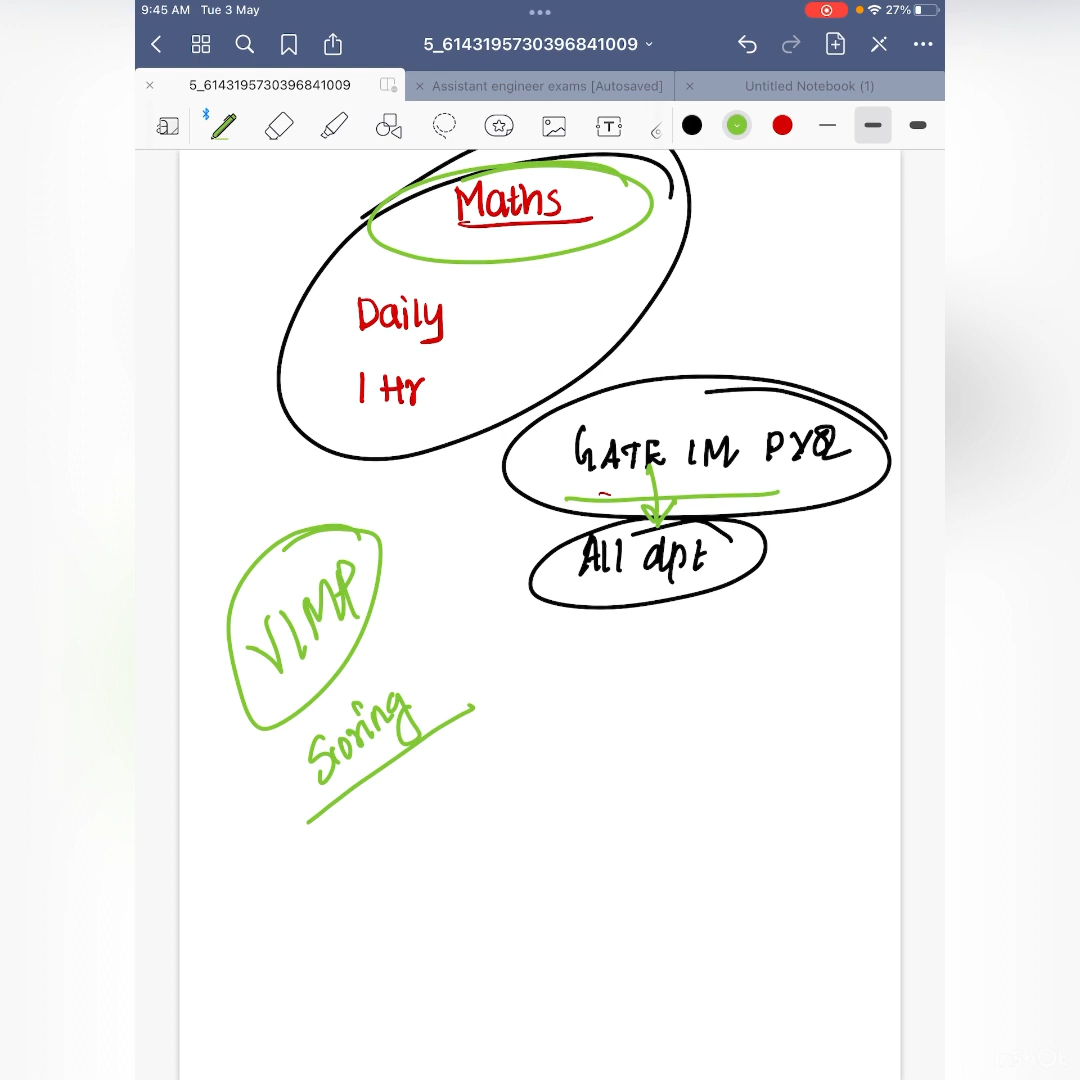 9:45 AM Tue 3 May
27%
5_6143195730396841009
5_6143195730396841009
Assistant engineer exams [Autosaved]
Untitled Notebook (1)
Maths
Daily
1 Hr
GATE IM PYQ
All dpt
VIMP
Scoring